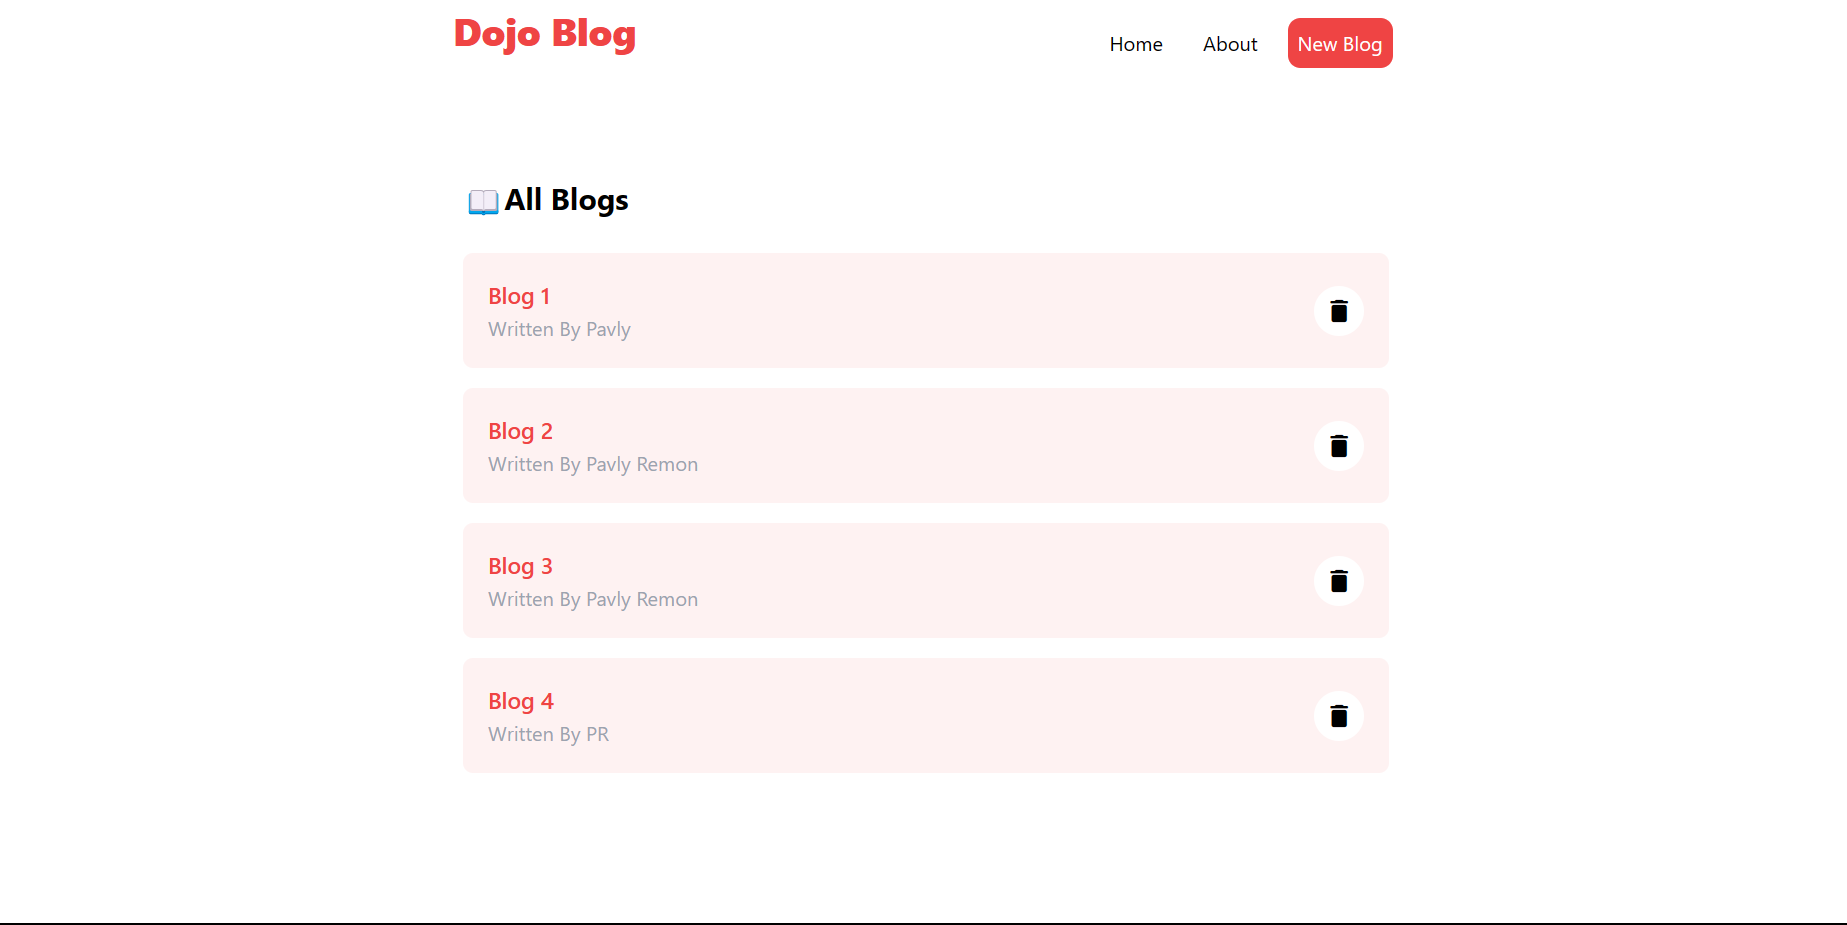 Dojo Blog
Home About New Blog
📖 All Blogs
Blog 1
Written By Pavly
Blog 2
Written By Pavly Remon
Blog 3
Written By Pavly Remon
Blog 4
Written By PR